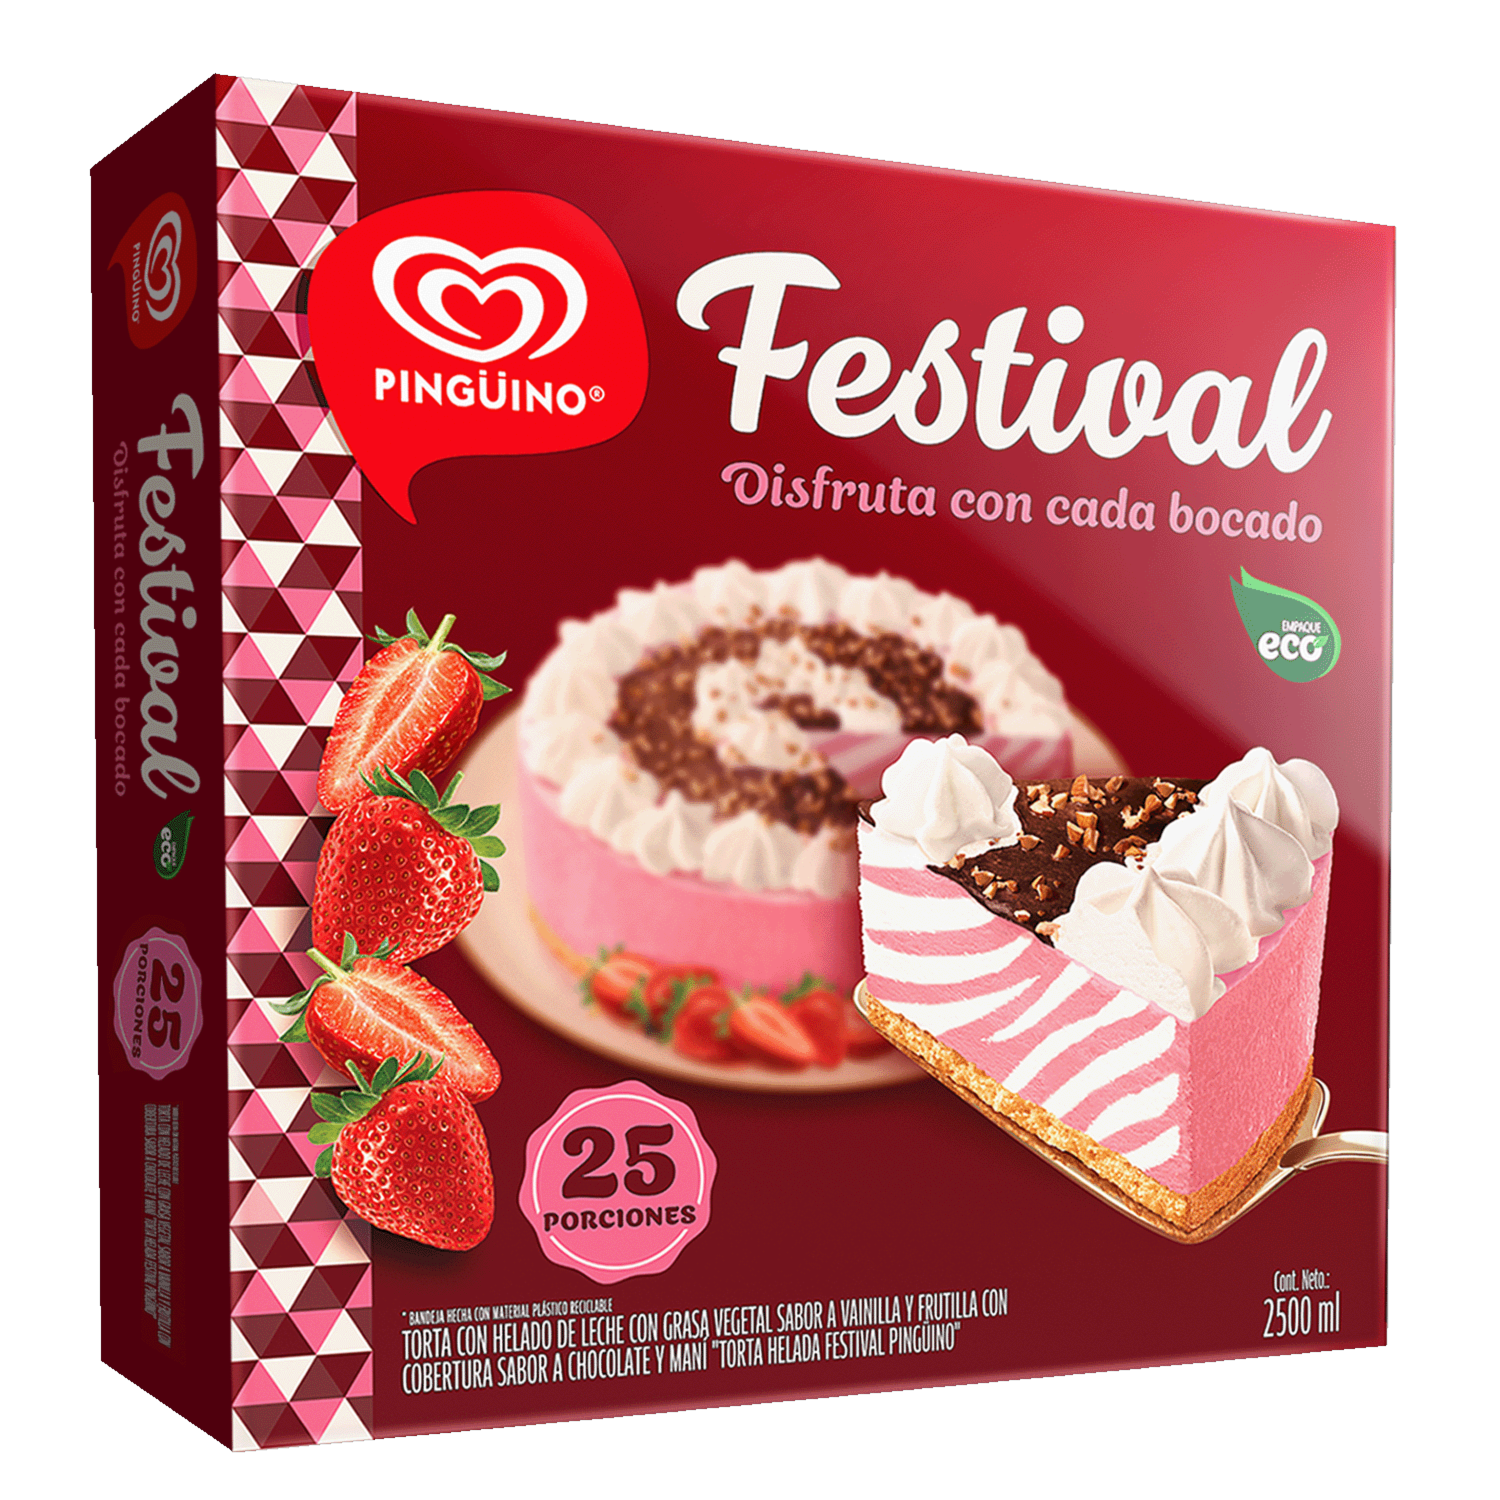 PINGÜINO®
Festival
Disfruta con cada bocado
EMPAQUE
eco
25
PORCIONES
* BANDEJA HECHA CON MATERIAL PLÁSTICO RECICLABLE
TORTA CON HELADO DE LECHE CON GRASA VEGETAL SABOR A VAINILLA Y FRUTILLA CON
COBERTURA SABOR A CHOCOLATE Y MANÍ "TORTA HELADA FESTIVAL PINGÜINO"
Cont. Neto.:
2500 ml
PINGÜINO
Festival
Disfruta con cada bocado
EMPAQUE
eco
25
PORCIONES